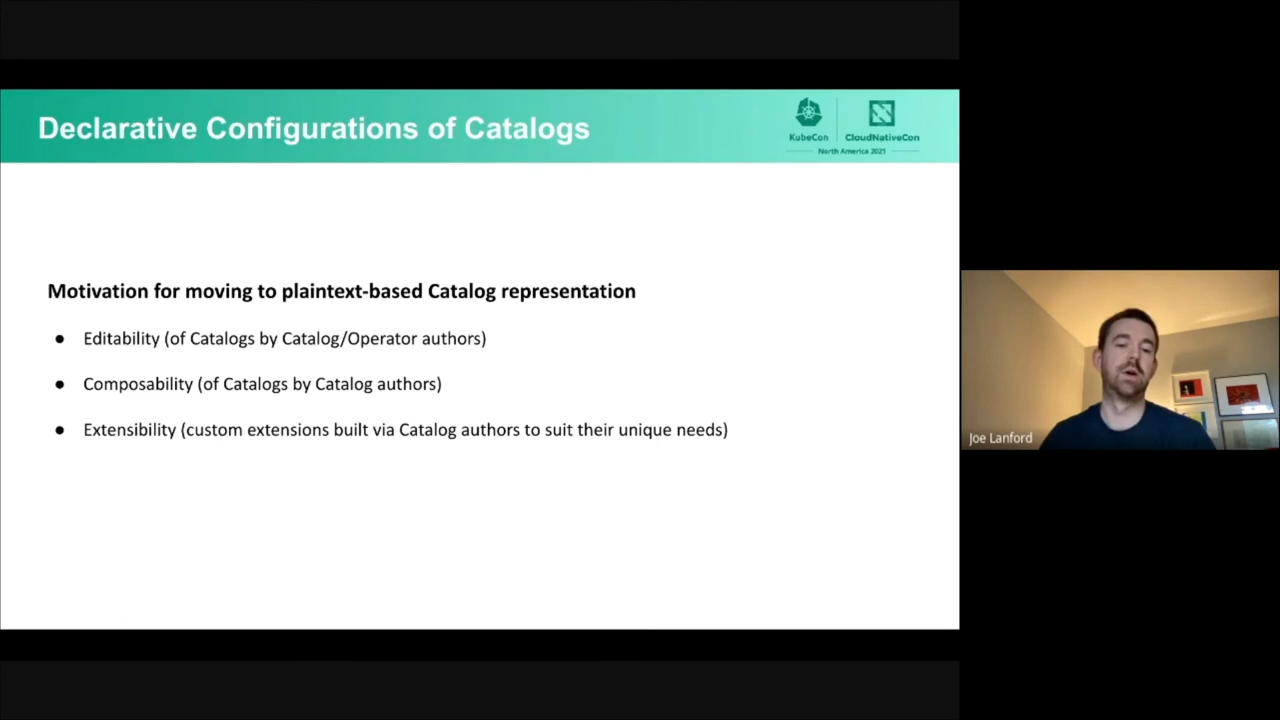 Declarative Configurations of Catalogs
KubeCon
CloudNativeCon
North America 2021
Motivation for moving to plaintext-based Catalog representation
● Editability (of Catalogs by Catalog/Operator authors)
● Composability (of Catalogs by Catalog authors)
● Extensibility (custom extensions built via Catalog authors to suit their unique needs)
Joe Lanford